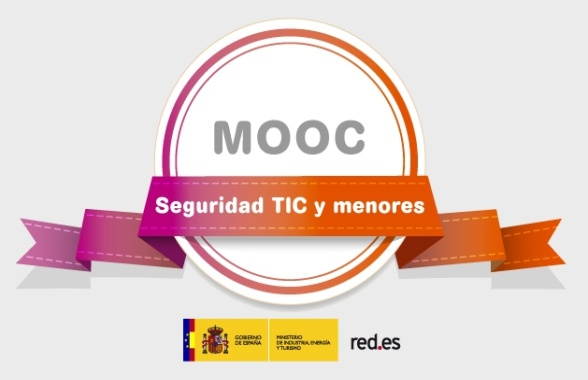 MOOC
Seguridad TIC y menores
GOBIERNO
DE ESPAÑA
MINISTERIO
DE INDUSTRIA, ENERGÍA
Y TURISMO
red.es